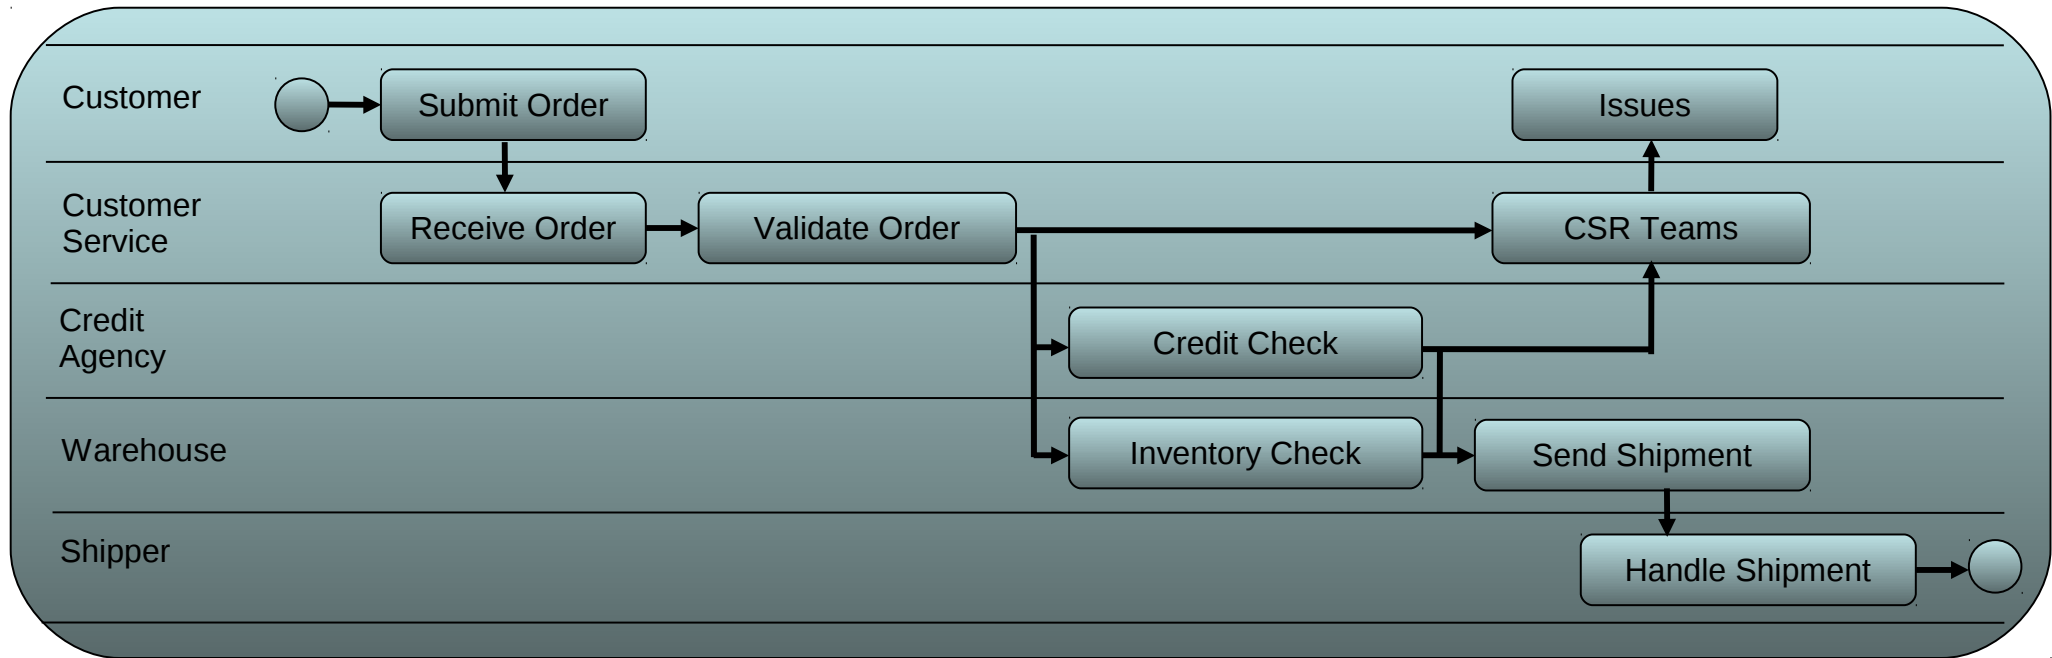 Customer
Submit Order
Issues
Customer
Service
Receive Order
Validate Order
CSR Teams
Credit
Agency
Credit Check
Warehouse
Inventory Check
Send Shipment
Shipper
Handle Shipment